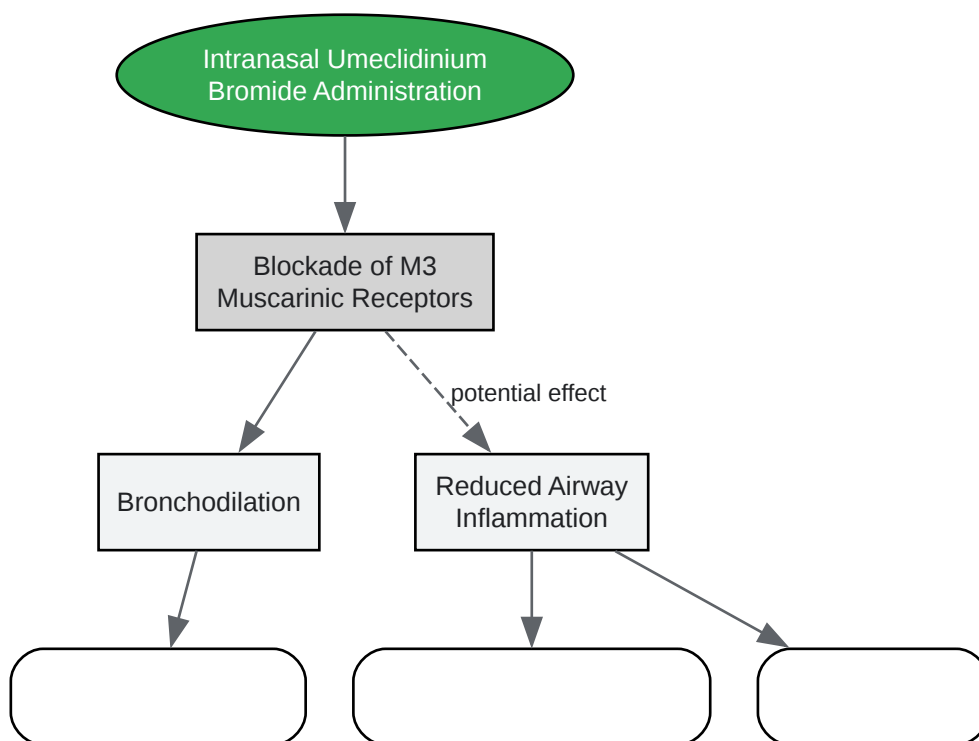 Intranasal Umeclidinium
Bromide Administration
Blockade of M3
Muscarinic Receptors
potential effect
Bronchodilation
Reduced Airway
Inflammation